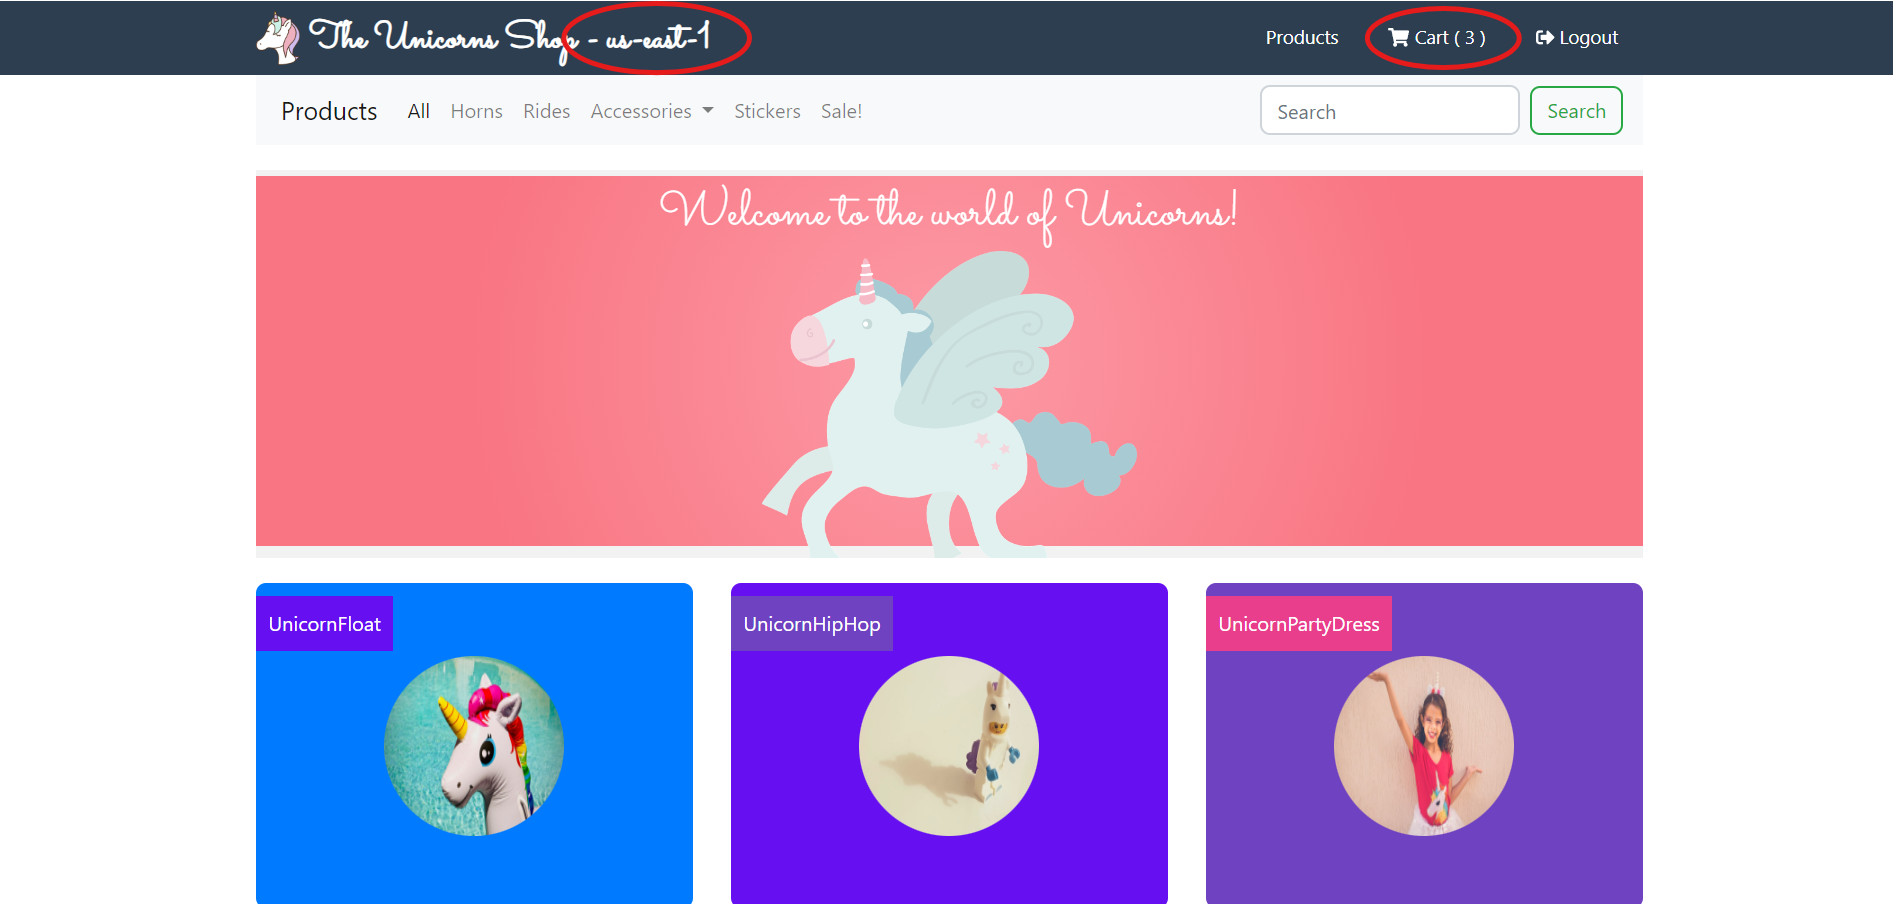 The Unicorns Shop - us-east-1
Products Cart ( 3 ) Logout
Products All Horns Rides Accessories Stickers Sale! Search Search
Welcome to the world of Unicorns!
UnicornFloat UnicornHipHop UnicornPartyDress